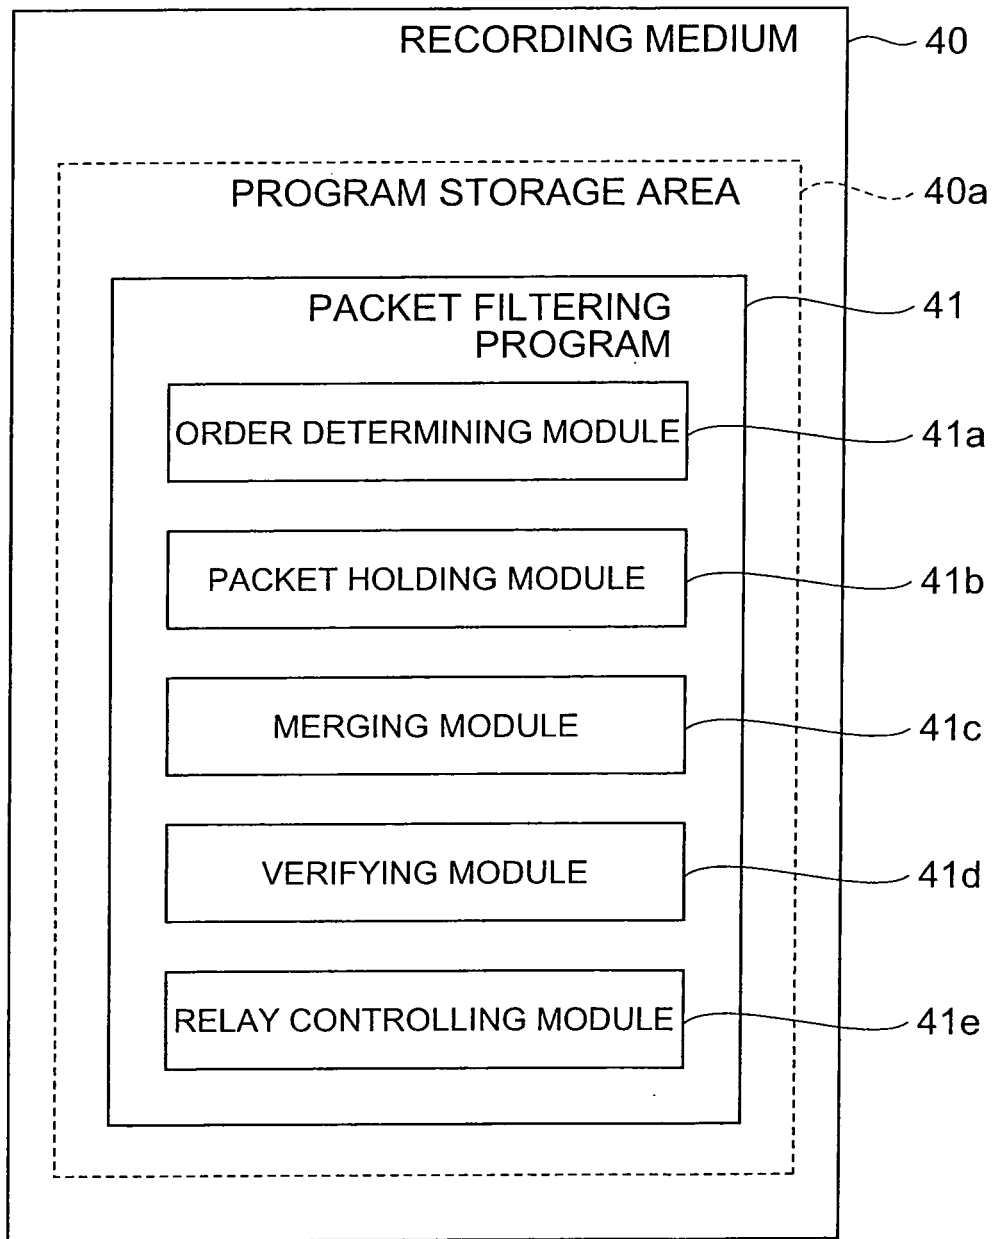 RECORDING MEDIUM
40
PROGRAM STORAGE AREA
40a
PACKET FILTERING
PROGRAM
41
ORDER DETERMINING MODULE
41a
PACKET HOLDING MODULE
41b
MERGING MODULE
41c
VERIFYING MODULE
41d
RELAY CONTROLLING MODULE
41e